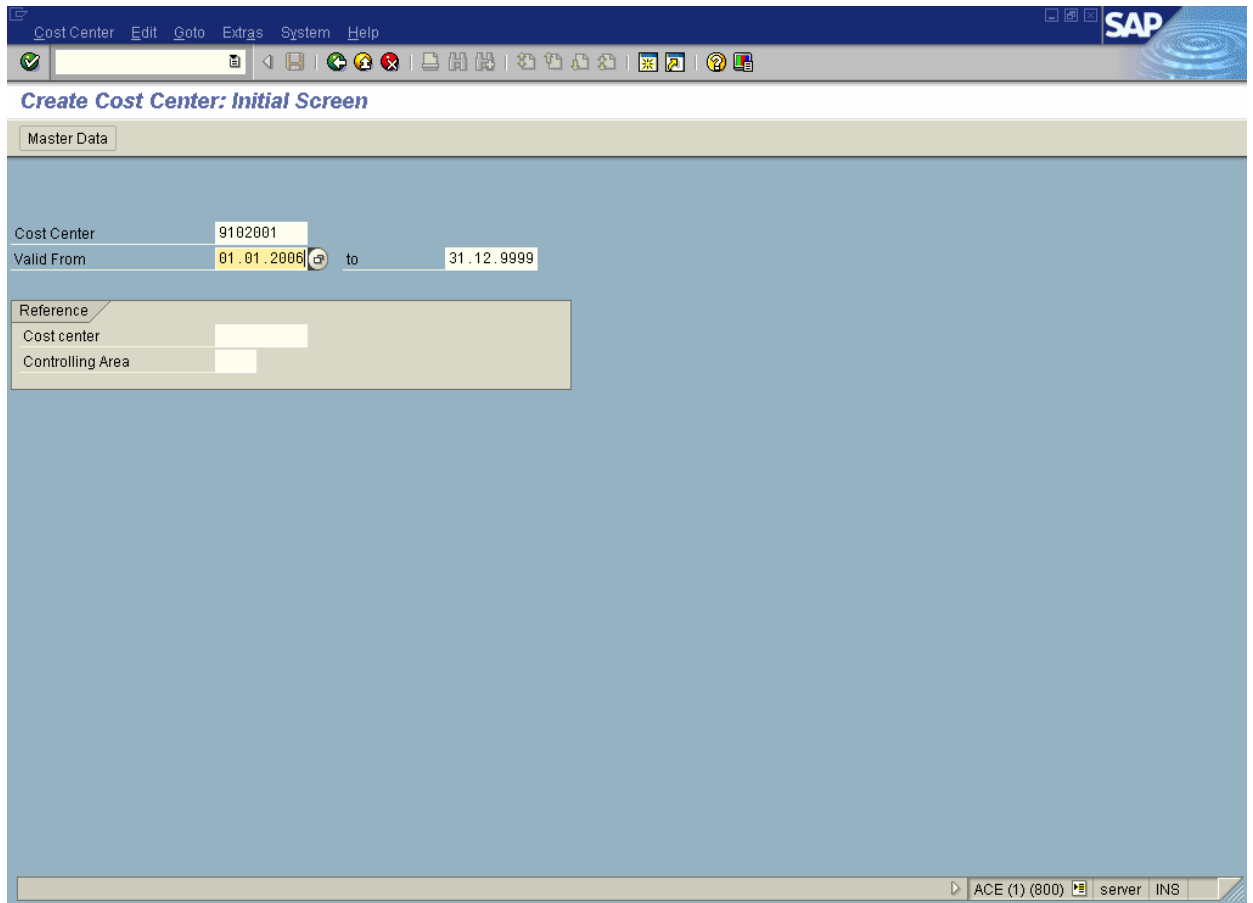 Cost Center Edit Goto Extras System Help
SAP
Create Cost Center: Initial Screen
Master Data
Cost Center 9102001
Valid From 01.01.2006 to 31.12.9999
Reference
Cost center
Controlling Area
ACE (1) (800) server INS